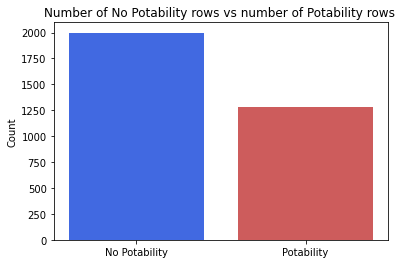 Number of No Potability rows vs number of Potability rows
2000
1750
1500
1250
1000
750
500
250
0
Count
No Potability
Potability